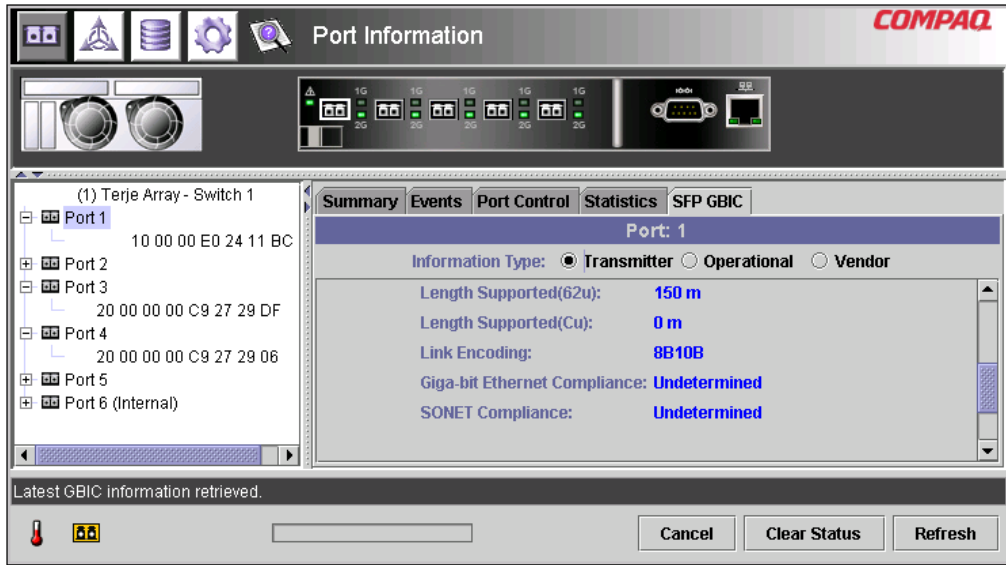 Port Information
COMPAQ
1G 1G 1G 1G 1G
2G 2G 2G 2G 2G
(1) Terje Array - Switch 1
Port 1
10 00 00 E0 24 11 BC
Port 2
Port 3
20 00 00 00 C9 27 29 DF
Port 4
20 00 00 00 C9 27 29 06
Port 5
Port 6 (Internal)
Summary Events Port Control Statistics SFP GBIC
Port: 1
Information Type: Transmitter Operational Vendor
Length Supported(62u): 150 m
Length Supported(Cu): 0 m
Link Encoding: 8B10B
Giga-bit Ethernet Compliance: Undetermined
SONET Compliance: Undetermined
Latest GBIC information retrieved.
Cancel Clear Status Refresh